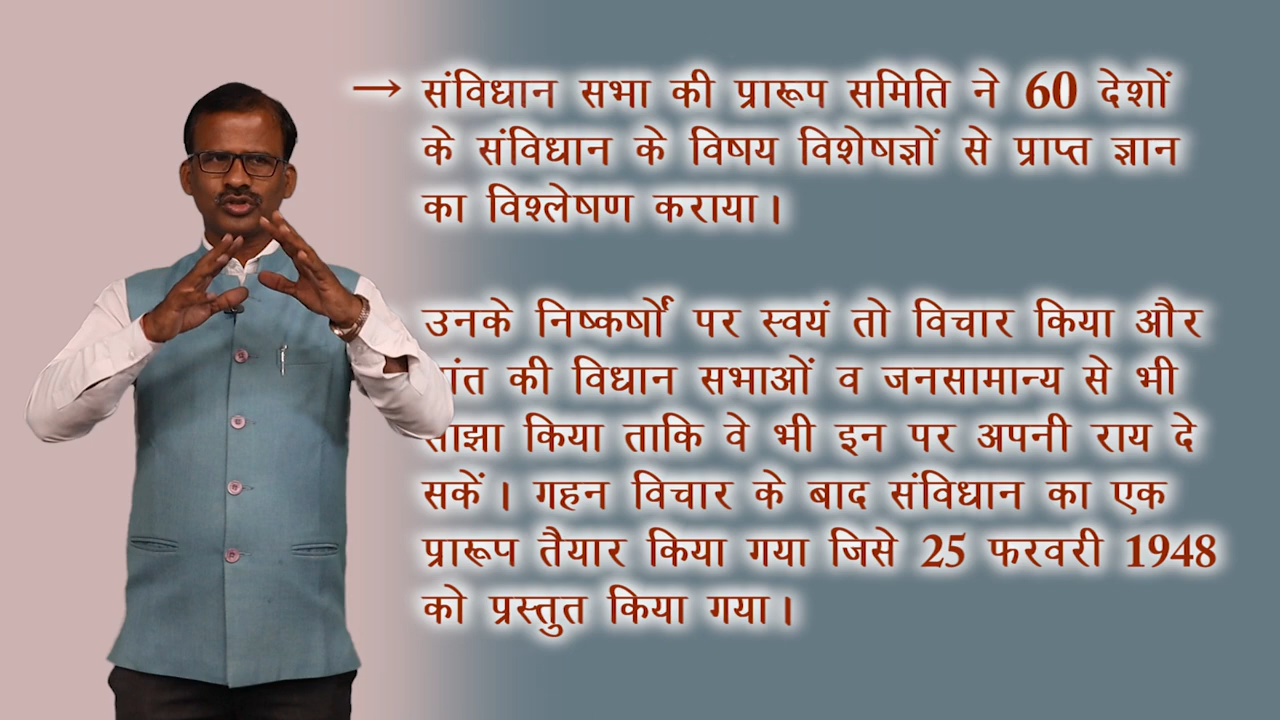 → संविधान सभा की प्रारूप समिति ने 60 देशों
के संविधान के विषय विशेषज्ञों से प्राप्त ज्ञान
का विश्लेषण कराया।
उनके निष्कर्षों पर स्वयं तो विचार किया और
की विधान सभाओं व जनसामान्य से भी
साझा किया ताकि वे भी इन पर अपनी राय दे
सकें। गहन विचार के बाद संविधान का एक
प्रारूप तैयार किया गया जिसे 25 फरवरी 1948
को प्रस्तुत किया गया।